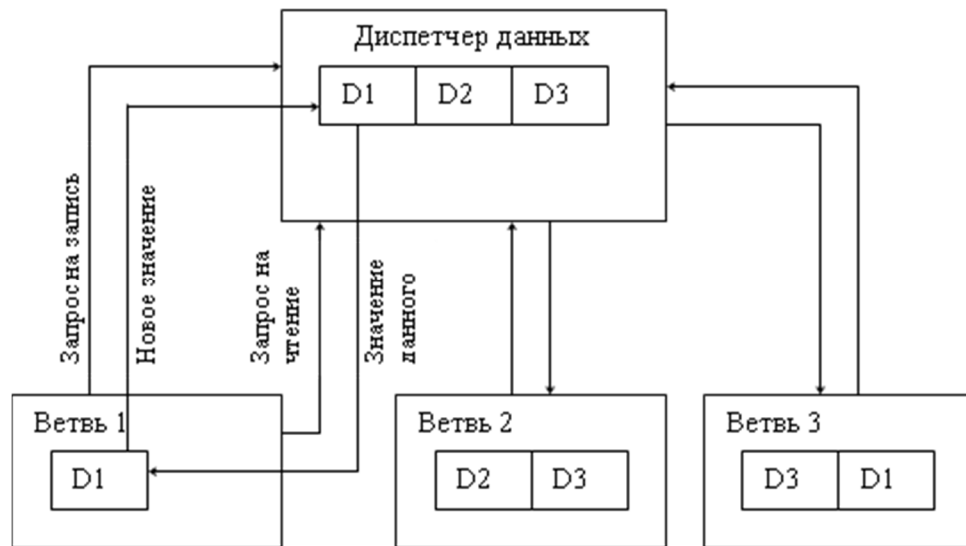 Диспетчер данных
D1 D2 D3
Запрос на запись
Новое значение
Запрос на
чтение
Значение
данного
Ветвь 1
D1
Ветвь 2
D2 D3
Ветвь 3
D3 D1